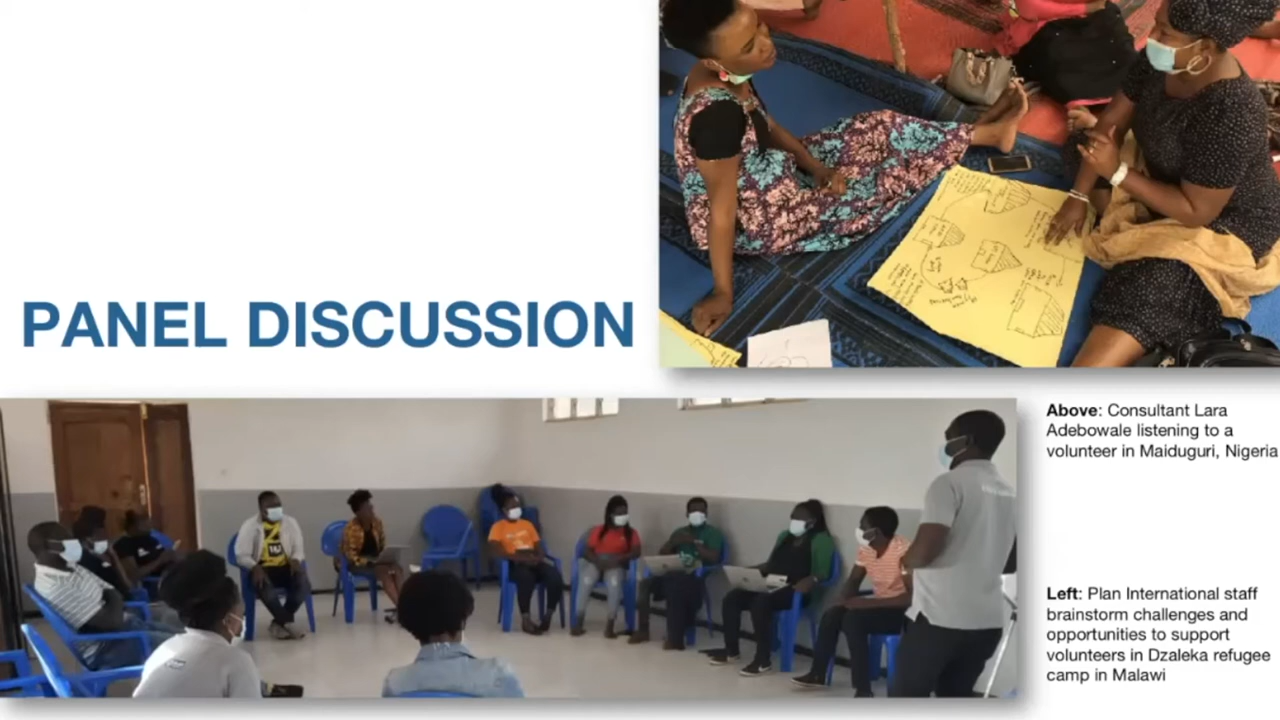 PANEL DISCUSSION
Above: Consultant Lara
Adebowale listening to a
volunteer in Maiduguri, Nigeria
Left: Plan International staff
brainstorm challenges and
opportunities to support
volunteers in Dzaleka refugee
camp in Malawi